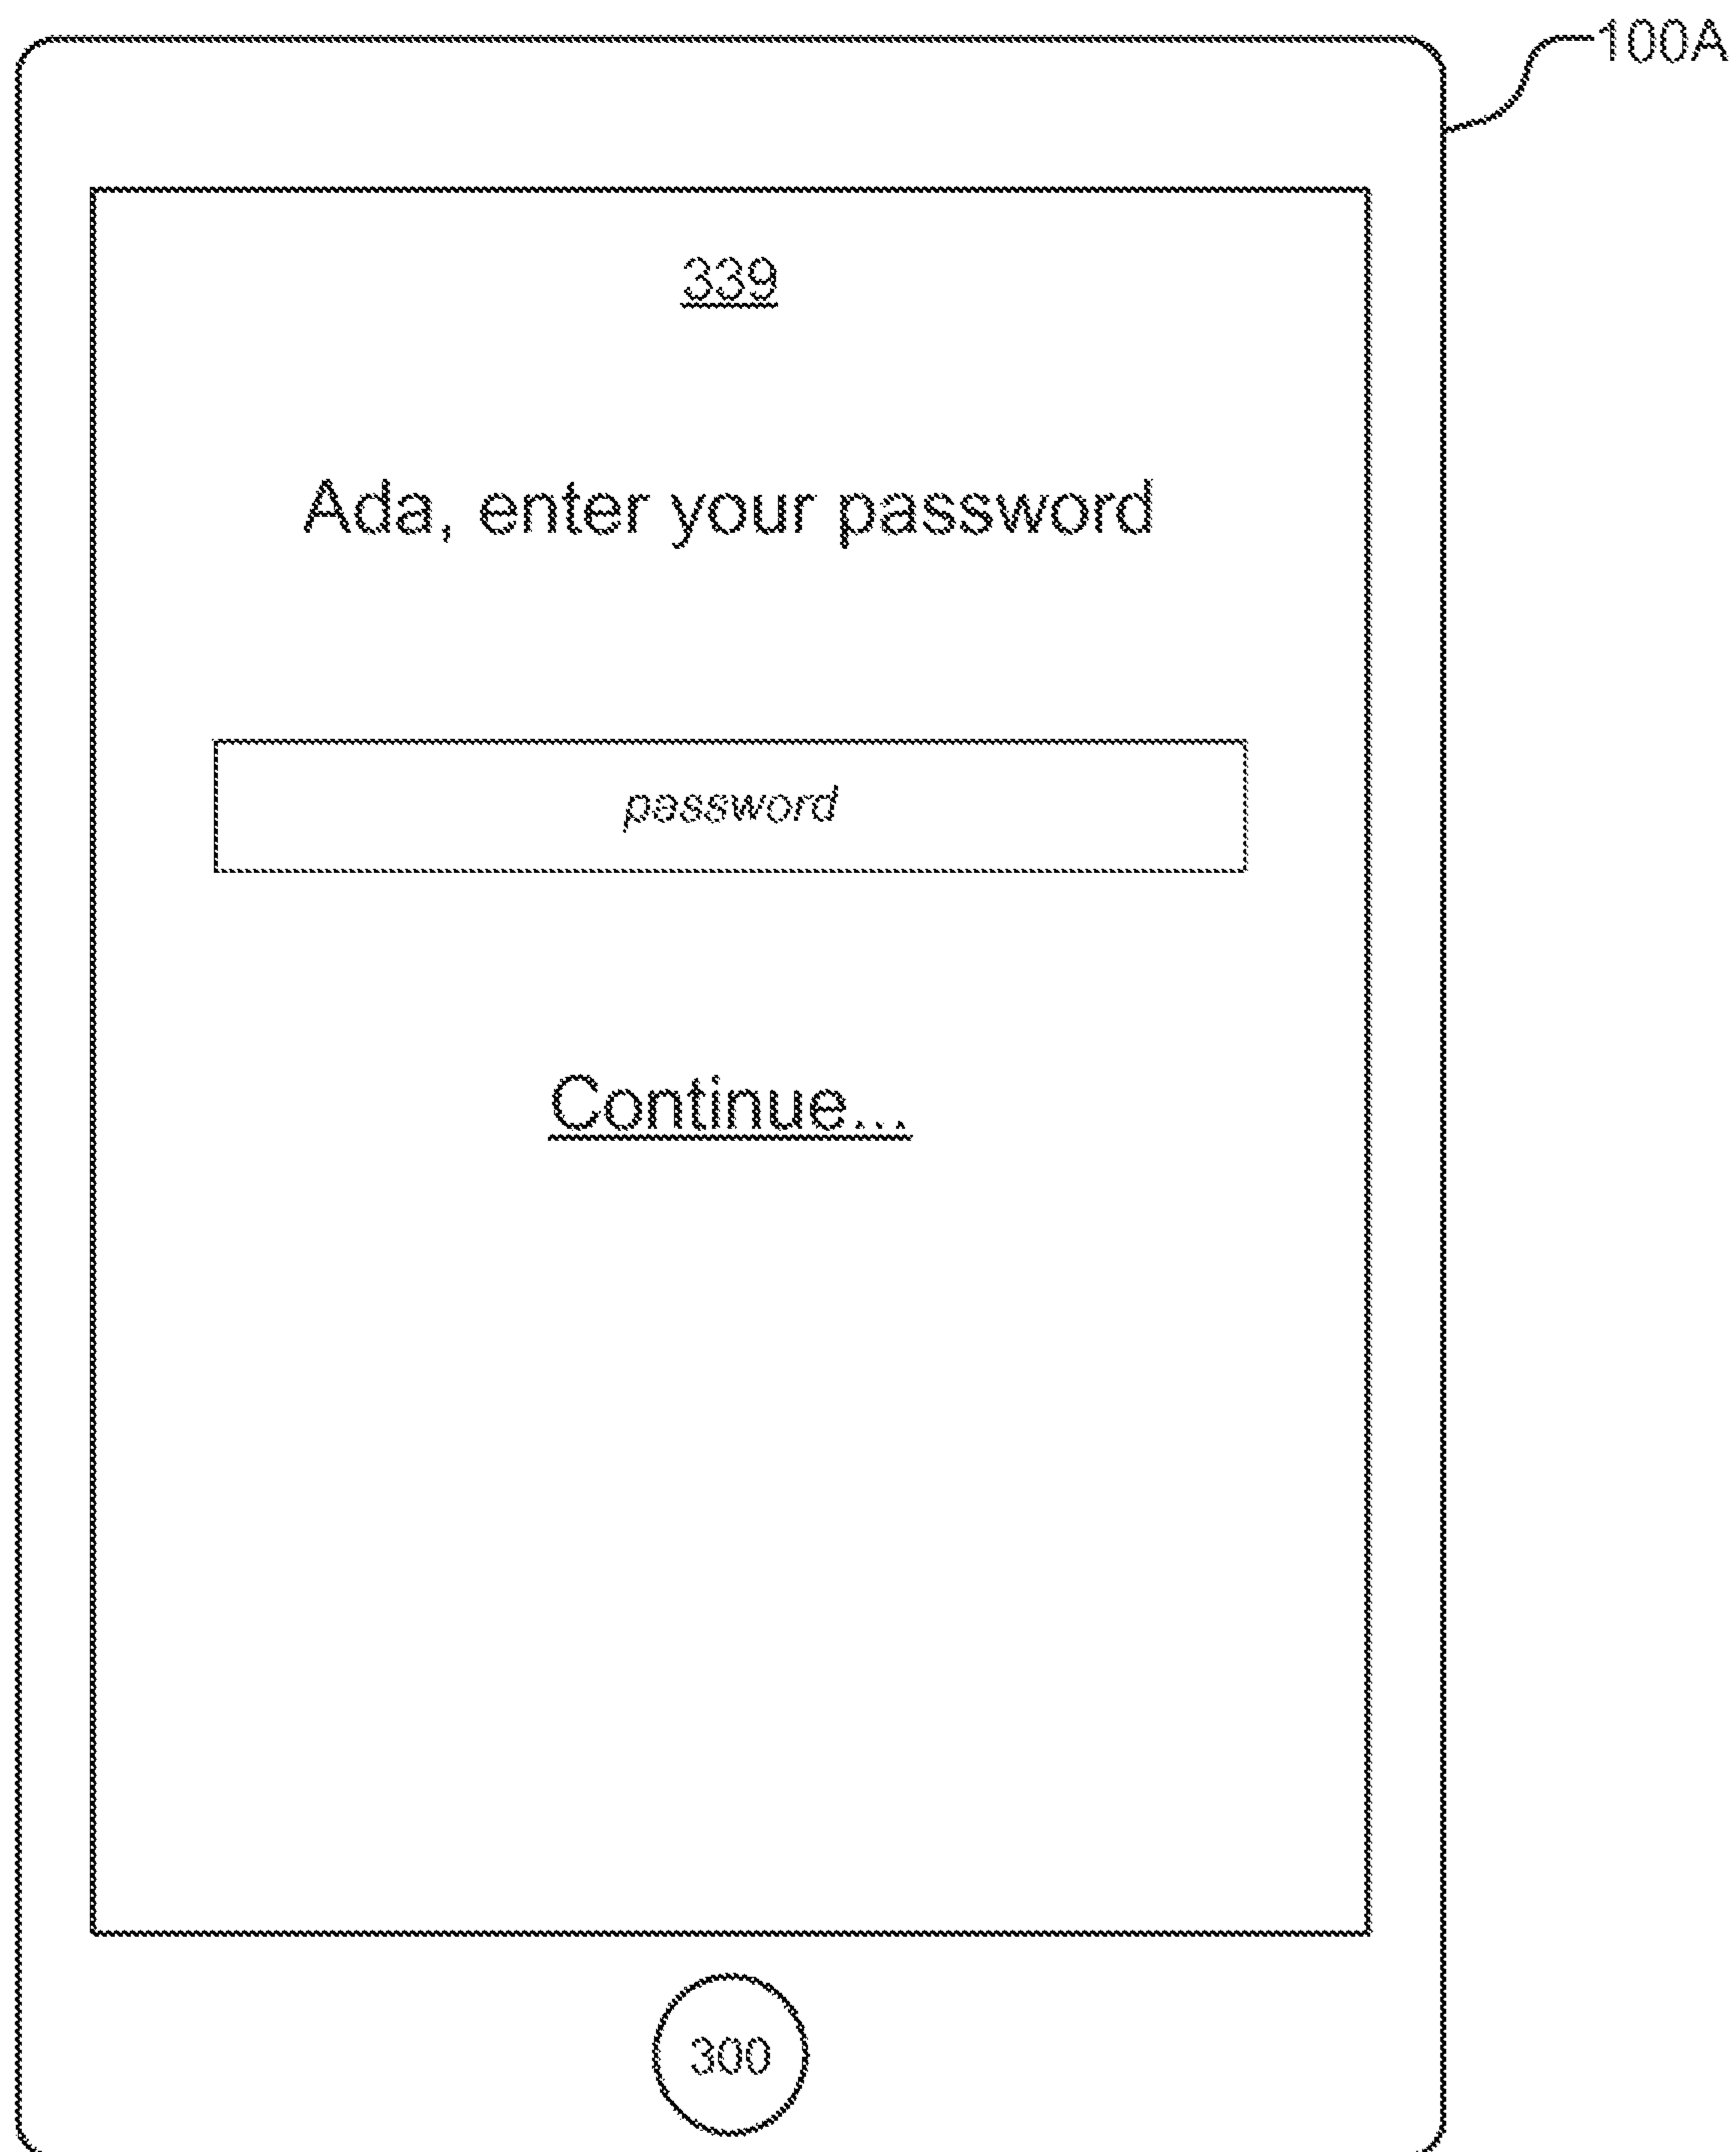 100A
339
Ada, enter your password
password
Continue...
300